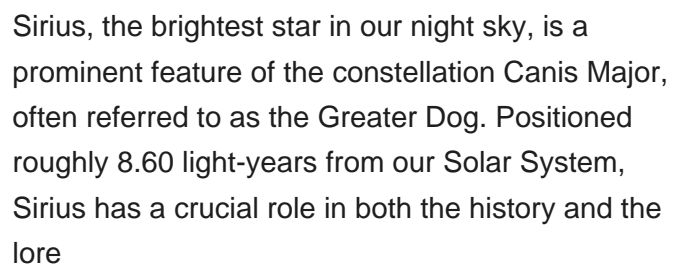 Sirius, the brightest star in our night sky, is a
prominent feature of the constellation Canis Major,
often referred to as the Greater Dog. Positioned
roughly 8.60 light-years from our Solar System,
Sirius has a crucial role in both the history and the
lore